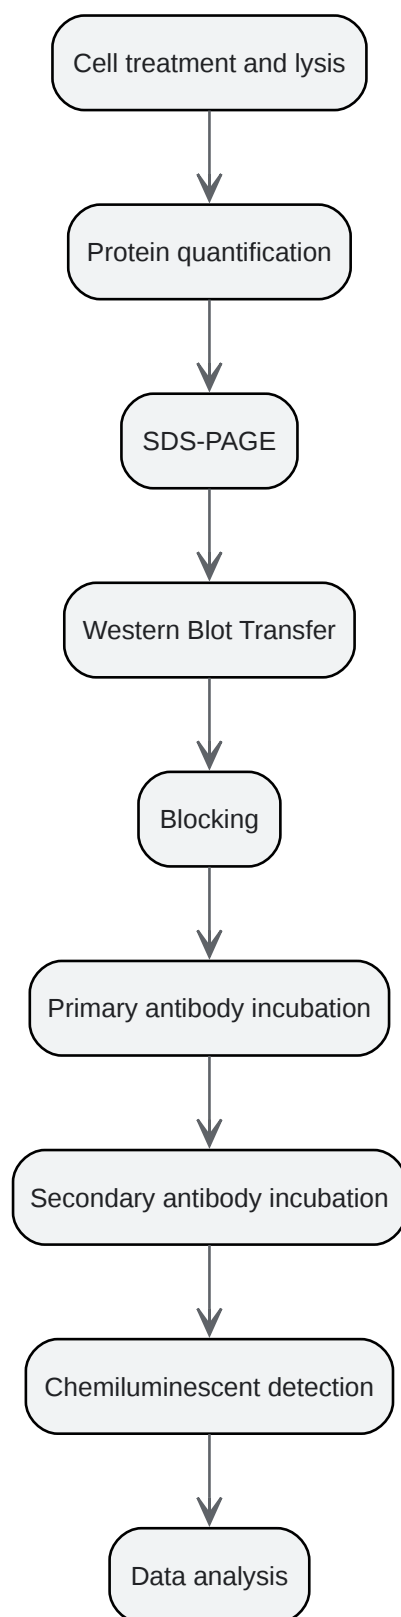 Cell treatment and lysis
Protein quantification
SDS-PAGE
Western Blot Transfer
Blocking
Primary antibody incubation
Secondary antibody incubation
Chemiluminescent detection
Data analysis